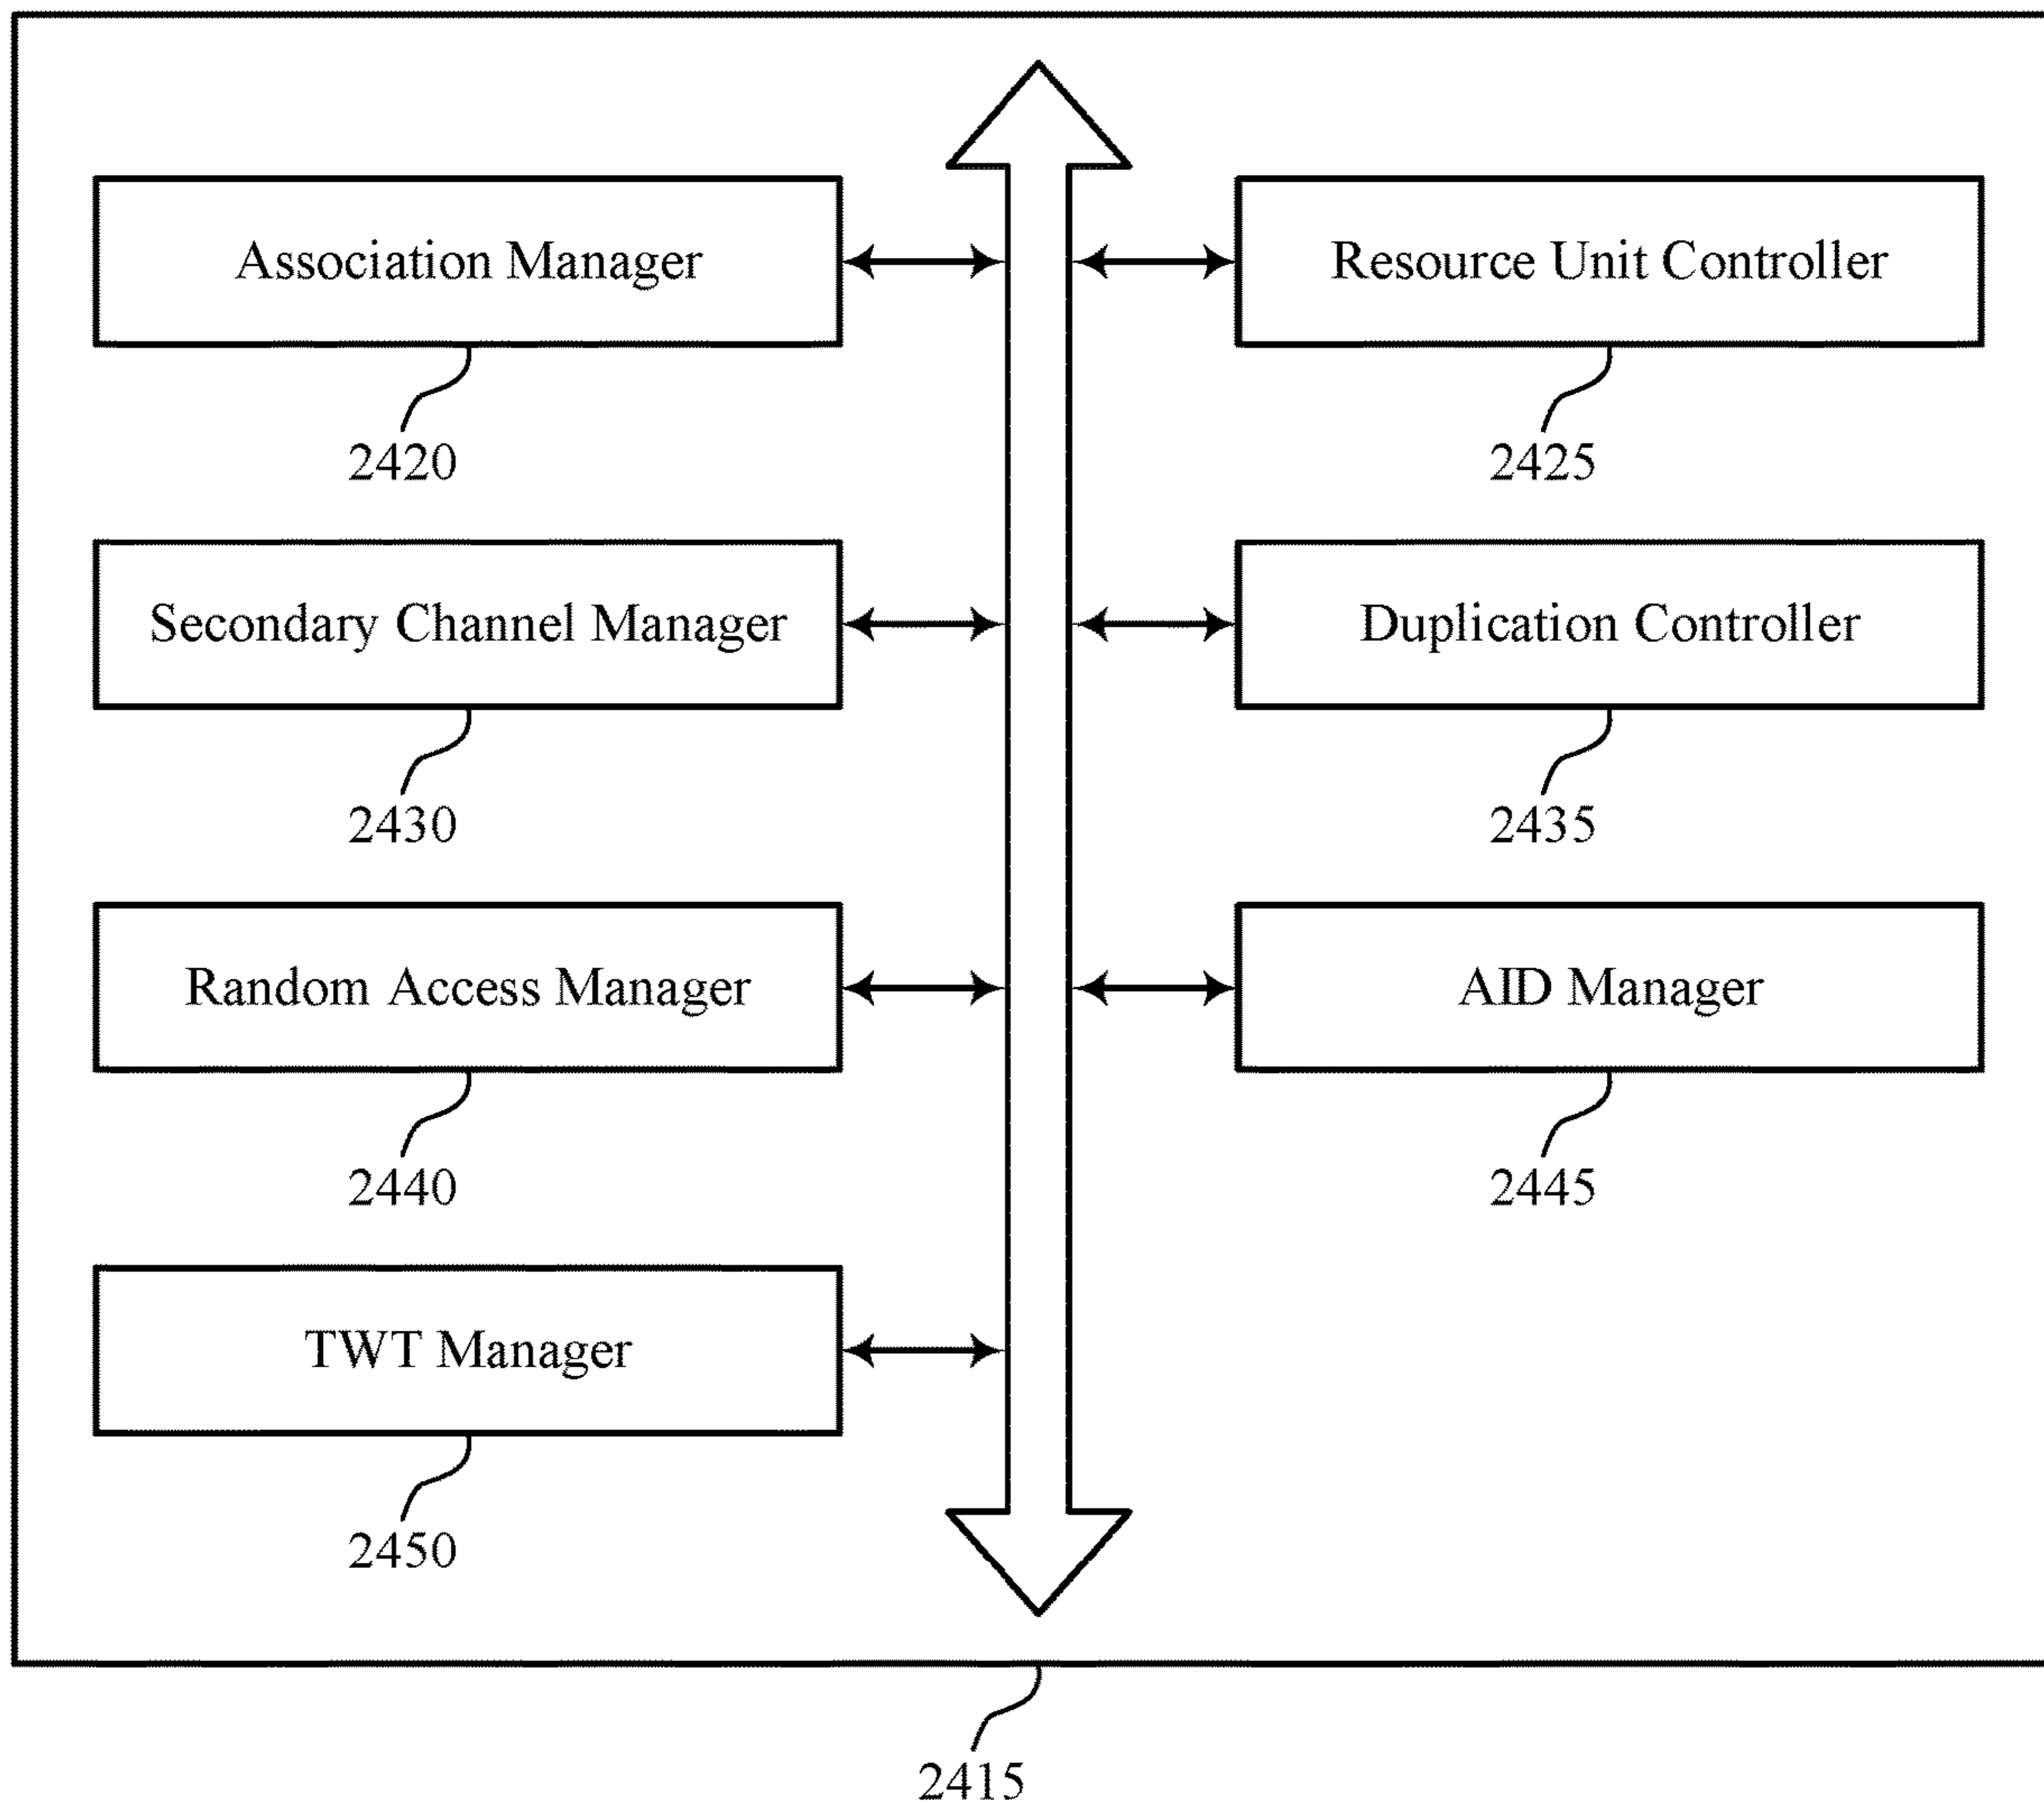 Association Manager
Resource Unit Controller
2420
2425
Secondary Channel Manager
Duplication Controller
2430
2435
Random Access Manager
AID Manager
2440
2445
TWT Manager
2450
2415